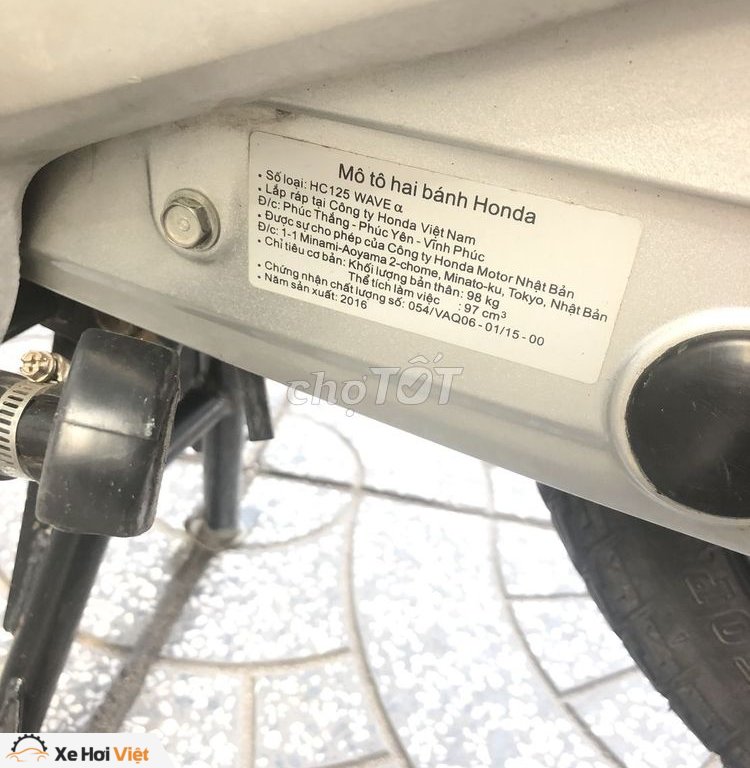 Mô tô hai bánh Honda
• Số loại: HC125 WAVE α
• Lắp ráp tại Công ty Honda Việt Nam
Đ/c: Phúc Thắng - Phúc Yên - Vĩnh Phúc
• Được sự cho phép của Công ty Honda Motor Nhật Bản
Đ/c: 1-1 Minami-Aoyama 2-chome, Minato-ku, Tokyo, Nhật Bản
• Chỉ tiêu cơ bản: Khối lượng bản thân: 98 kg
Thể tích làm việc : 97 cm³
• Chứng nhận chất lượng số: 054/VAQ06 - 01/15 - 00
• Năm sản xuất: 2016
chợTỐT
Xe Hơi Việt